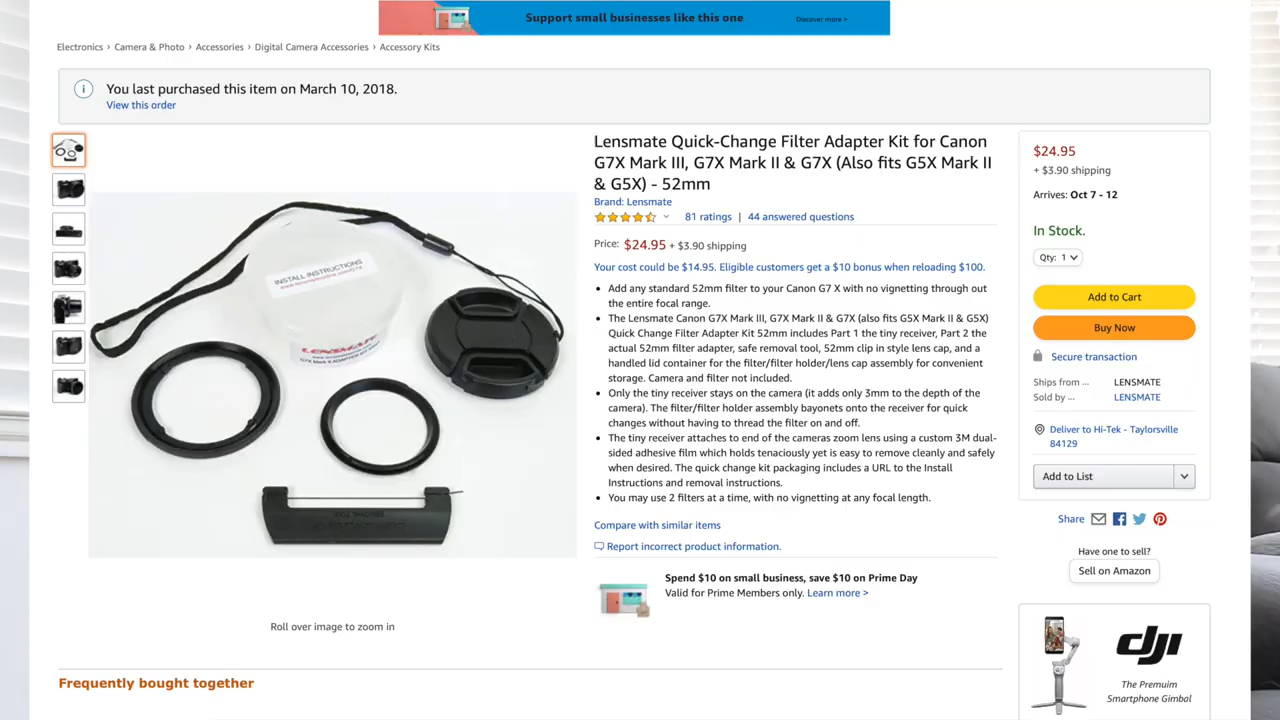 Support small businesses like this one
Discover more >
Electronics › Camera & Photo › Accessories › Digital Camera Accessories › Accessory Kits
You last purchased this item on March 10, 2018.
View this order
Lensmate Quick-Change Filter Adapter Kit for Canon
G7X Mark III, G7X Mark II & G7X (Also fits G5X Mark II
& G5X) - 52mm
Brand: Lensmate
81 ratings | 44 answered questions
Price: $24.95 + $3.90 shipping
Your cost could be $14.95. Eligible customers get a $10 bonus when reloading $100.
• Add any standard 52mm filter to your Canon G7 X with no vignetting through out
the entire focal range.
• The Lensmate Canon G7X Mark III, G7X Mark II & G7X (also fits G5X Mark II & G5X)
Quick Change Filter Adapter Kit 52mm includes Part 1 the tiny receiver, Part 2 the
actual 52mm filter adapter, safe removal tool, 52mm clip in style lens cap, and a
handled lid container for the filter/filter holder/lens cap assembly for convenient
storage. Camera and filter not included.
• Only the tiny receiver stays on the camera (it adds only 3mm to the depth of the
camera). The filter/filter holder assembly bayonets onto the receiver for quick
changes without having to thread the filter on and off.
• The tiny receiver attaches to end of the cameras zoom lens using a custom 3M dual-
sided adhesive film which holds tenaciously yet is easy to remove cleanly and safely
when desired. The quick change kit packaging includes a URL to the Install
Instructions and removal instructions.
• You may use 2 filters at a time, with no vignetting at any focal length.
Compare with similar items
Report incorrect product information.
Spend $10 on small business, save $10 on Prime Day
Valid for Prime Members only. Learn more >
INSTALL INSTRUCTIONS
LENSMATE
Roll over image to zoom in
Frequently bought together
$24.95
+ $3.90 shipping
Arrives: Oct 7 - 12
In Stock.
Qty: 1
Add to Cart
Buy Now
Secure transaction
Ships from ... LENSMATE
Sold by ... LENSMATE
Deliver to Hi-Tek - Taylorsville
84129
Add to List
Share
Have one to sell?
Sell on Amazon
dji
The Premuim
Smartphone Gimbal